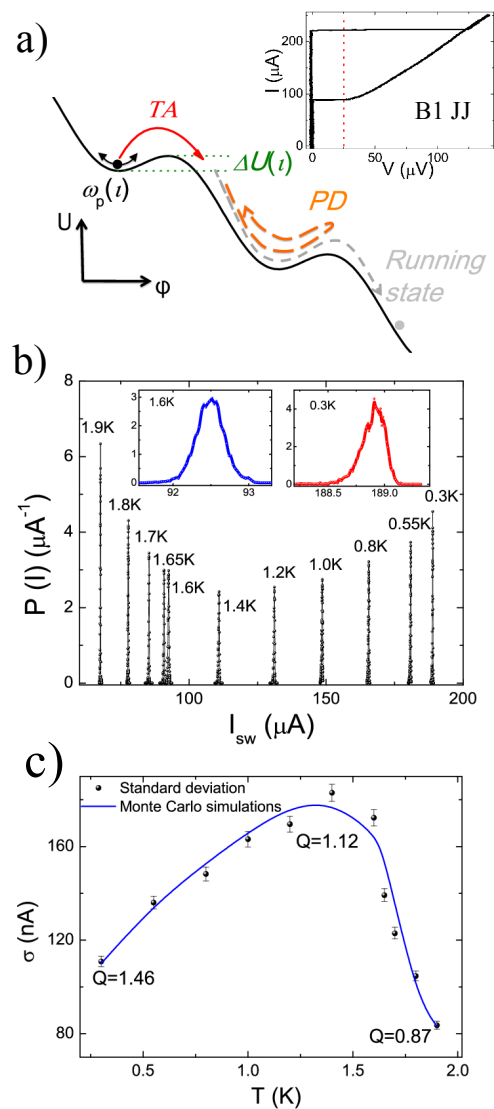 a)
TA
ω_p(ι)
ΔU(ι)
U
φ
PD
Running
state
I (μA)
200
100
0
0
50
100
V (μV)
B1 JJ
b)
P (I) (μA⁻¹)
8
6
4
2
0
1.9K
1.8K
1.7K
1.65K
1.6K
1.4K
1.2K
1.0K
0.8K
0.55K
0.3K
1.6K
3
2
1
0
92
93
0.3K
4
2
0
188.5
189.0
50
100
150
200
I_sw (μA)
c)
Standard deviation
Monte Carlo simulations
σ (nA)
200
160
120
80
Q=1.46
Q=1.12
Q=0.87
0.5
1.0
1.5
2.0
T (K)